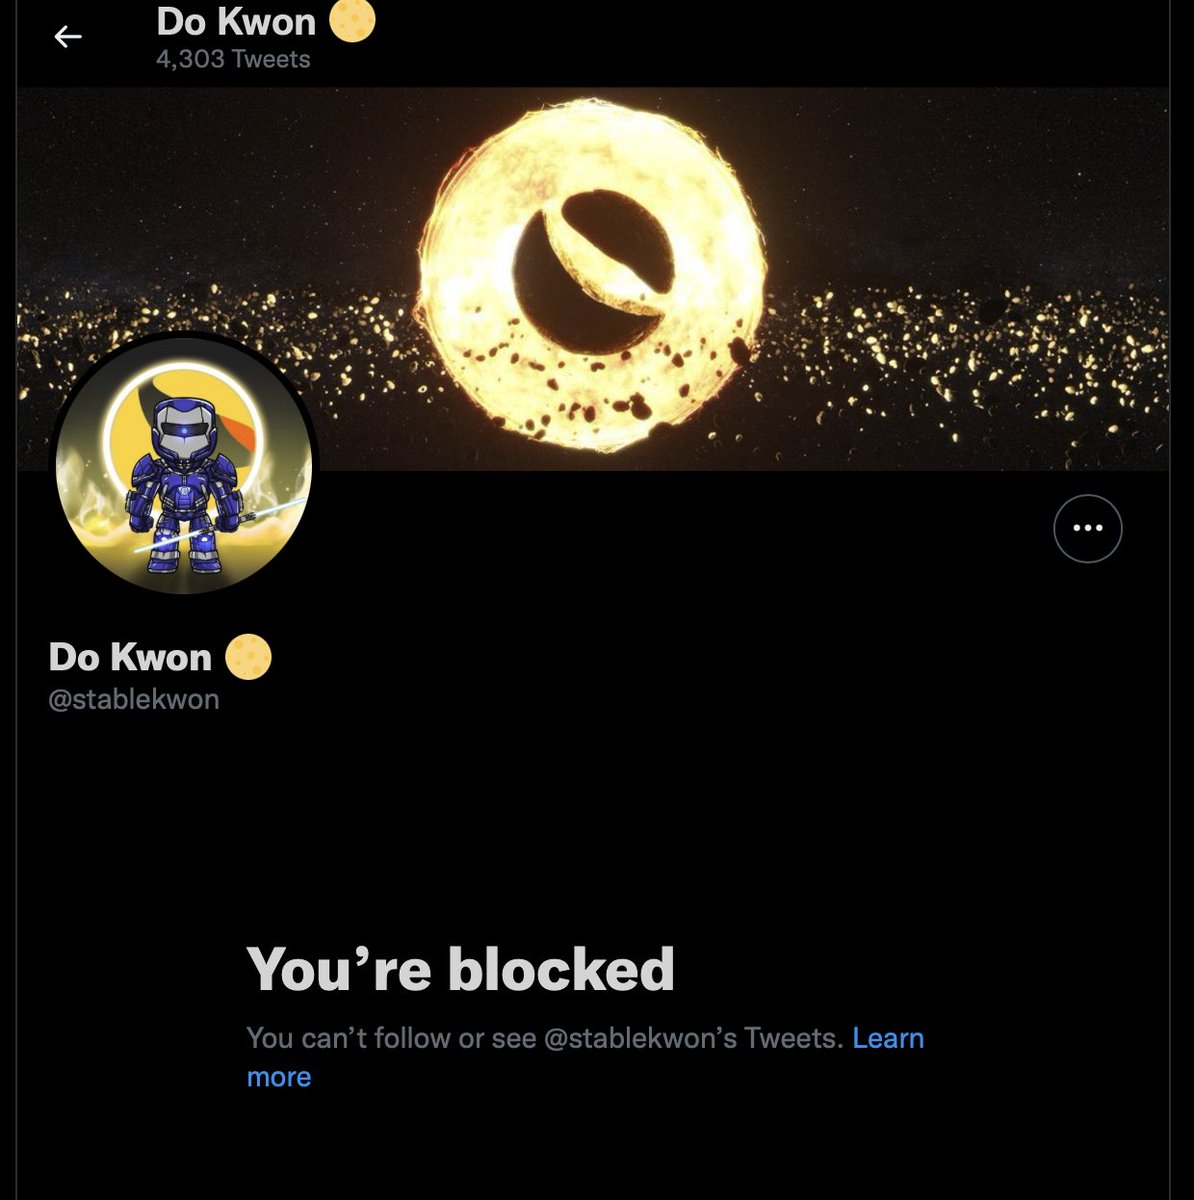 Do Kwon 🌕
4,303 Tweets
Do Kwon 🌕
@stablekwon
You’re blocked
You can’t follow or see @stablekwon’s Tweets. Learn
more